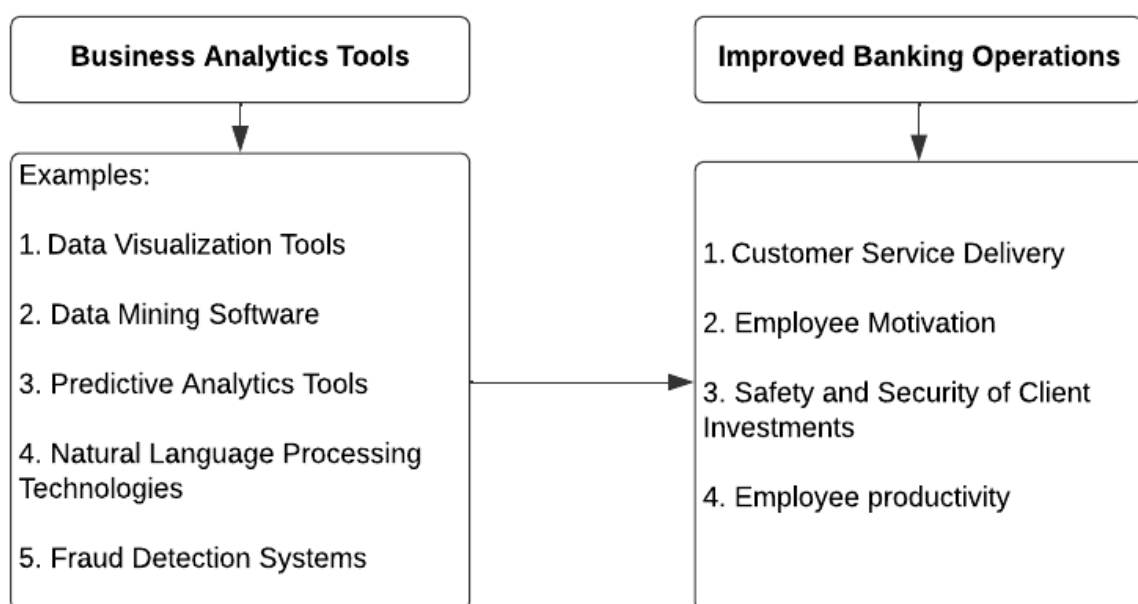 Business Analytics Tools
Examples:
1. Data Visualization Tools
2. Data Mining Software
3. Predictive Analytics Tools
4. Natural Language Processing
Technologies
5. Fraud Detection Systems
Improved Banking Operations
1. Customer Service Delivery
2. Employee Motivation
3. Safety and Security of Client
Investments
4. Employee productivity